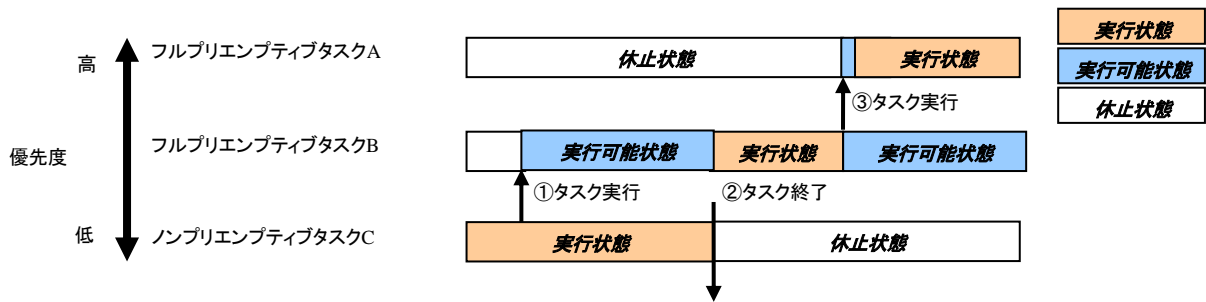 実行状態
実行可能状態
休止状態
高
優先度
低
フルプリエンプティブタスクA
休止状態
実行状態
③タスク実行
フルプリエンプティブタスクB
実行可能状態
実行状態
実行可能状態
①タスク実行
②タスク終了
ノンプリエンプティブタスクC
実行状態
休止状態